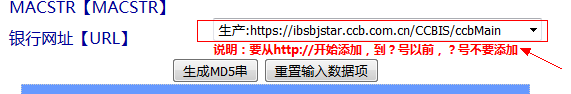 MACSTR【MACSTR】
银行网址【URL】
生产:https://ibsbjstar.ccb.com.cn/CCBIS/ccbMain
说明：要从http://开始添加，到？号以前，？号不要添加
生成MD5串 重置输入数据项